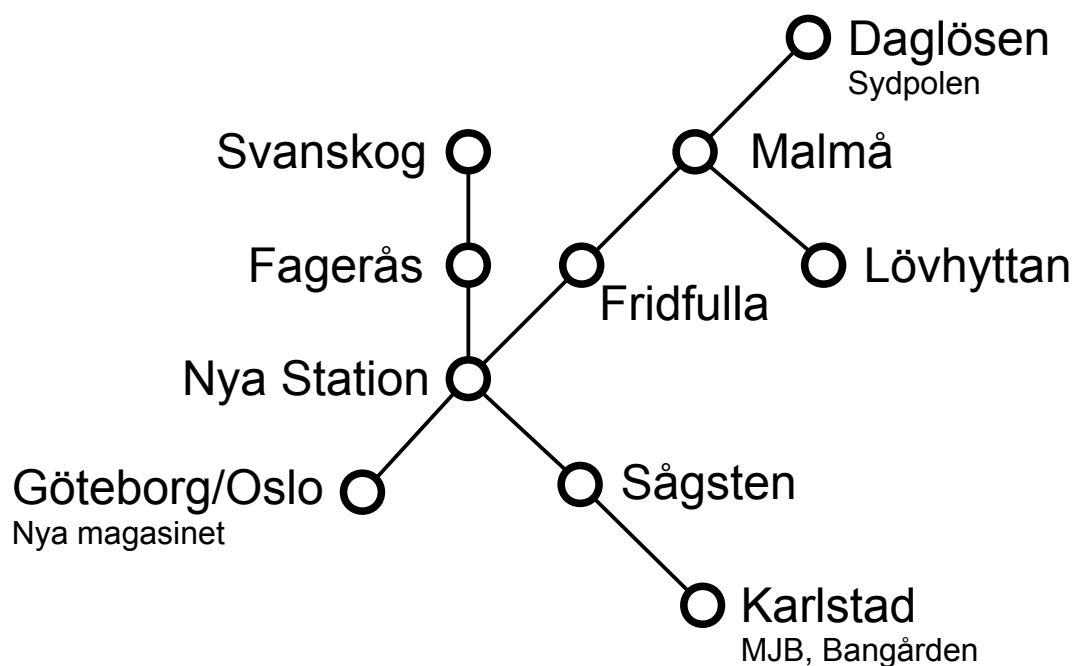 Daglösen
Sydpolen
Svanskog
Malmå
Fagerås
Lövhyttan
Fridfulla
Nya Station
Göteborg/Oslo
Nya magasinet
Sågsten
Karlstad
MJB, Bangården